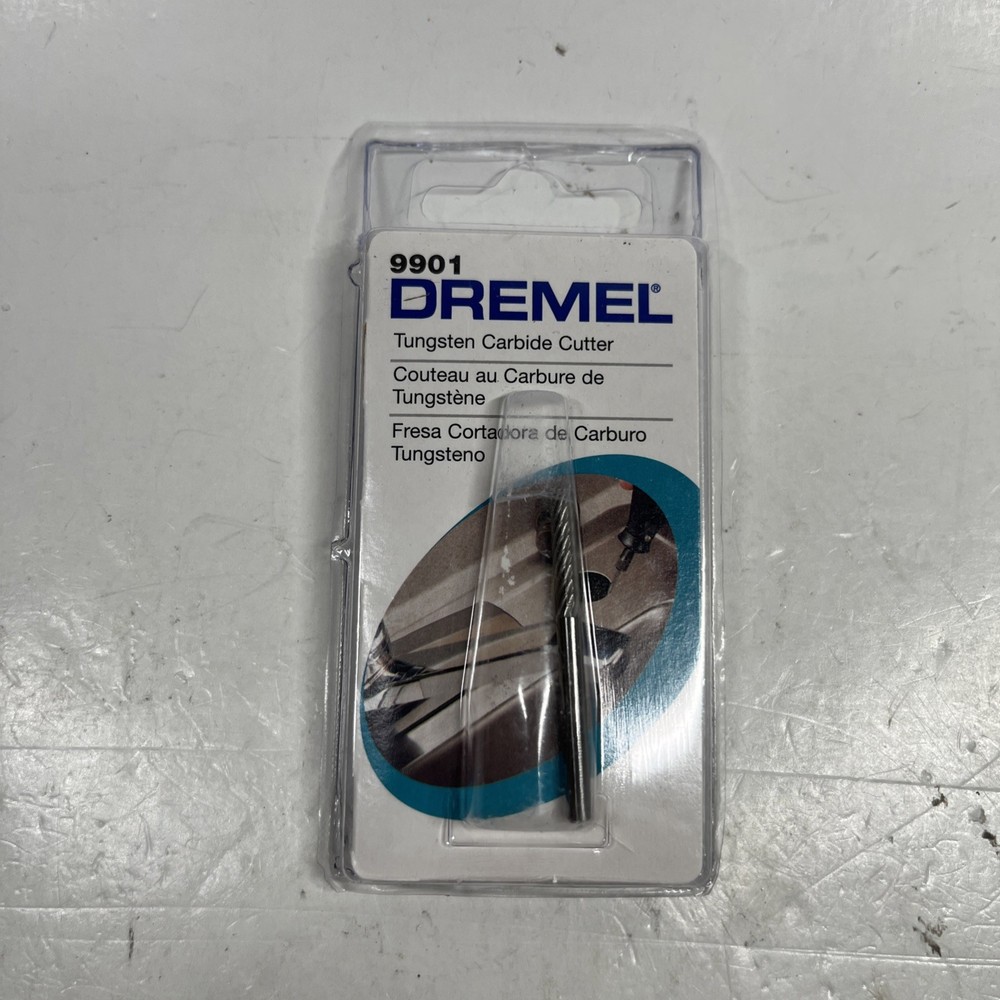 9901
DREMEL®
Tungsten Carbide Cutter
Couteau au Carbure de
Tungstène
Fresa Cortadora de Carburo
Tungsteno